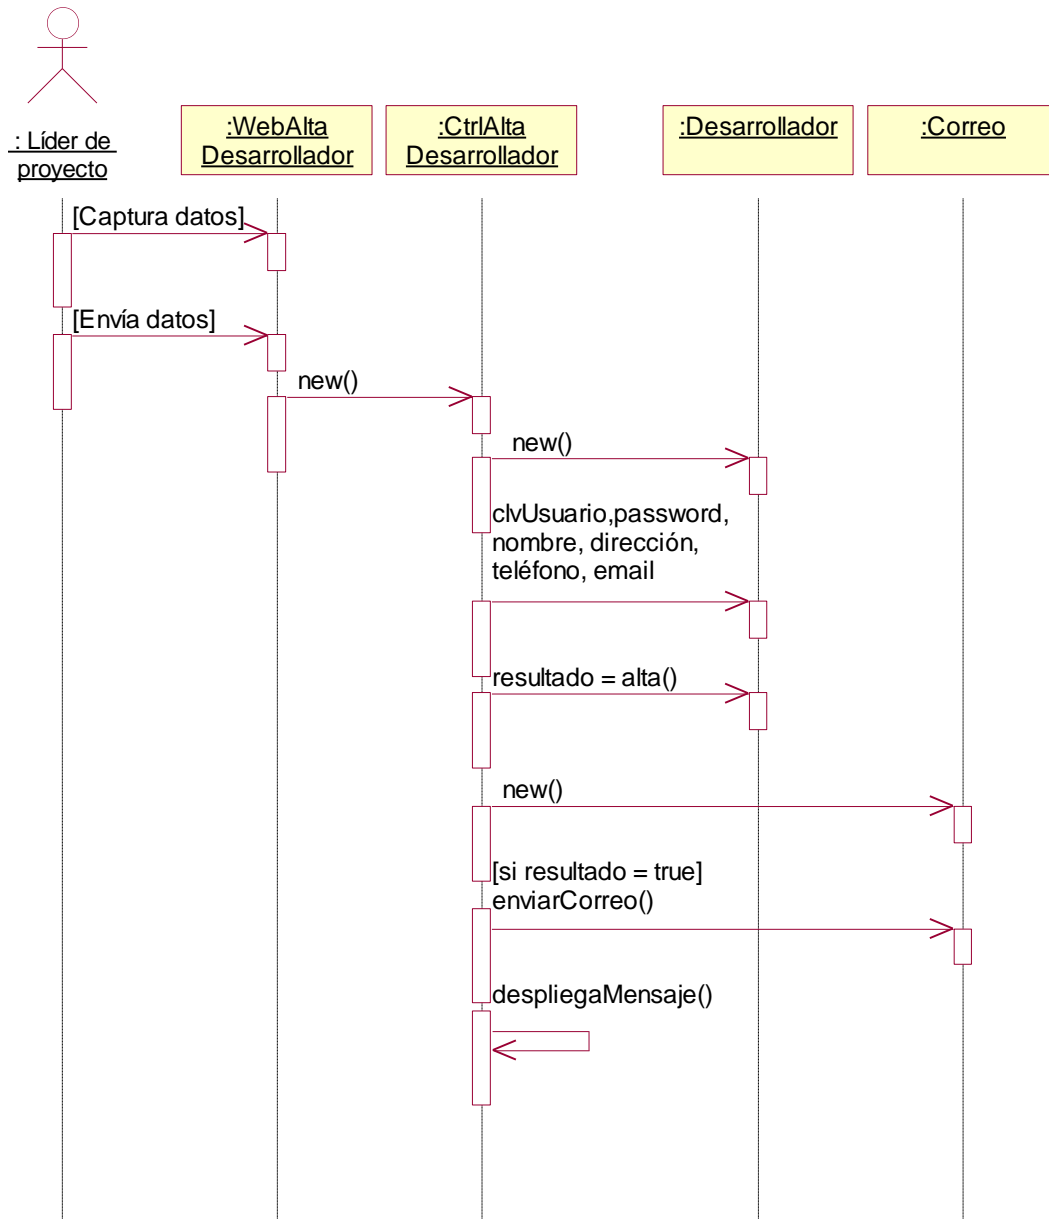 : Líder de
proyecto
:WebAlta
Desarrollador
:CtrlAlta
Desarrollador
:Desarrollador
:Correo
[Captura datos]
[Envía datos]
new()
new()
clvUsuario,password,
nombre, dirección,
teléfono, email
resultado = alta()
new()
[si resultado = true]
enviarCorreo()
despliegaMensaje()